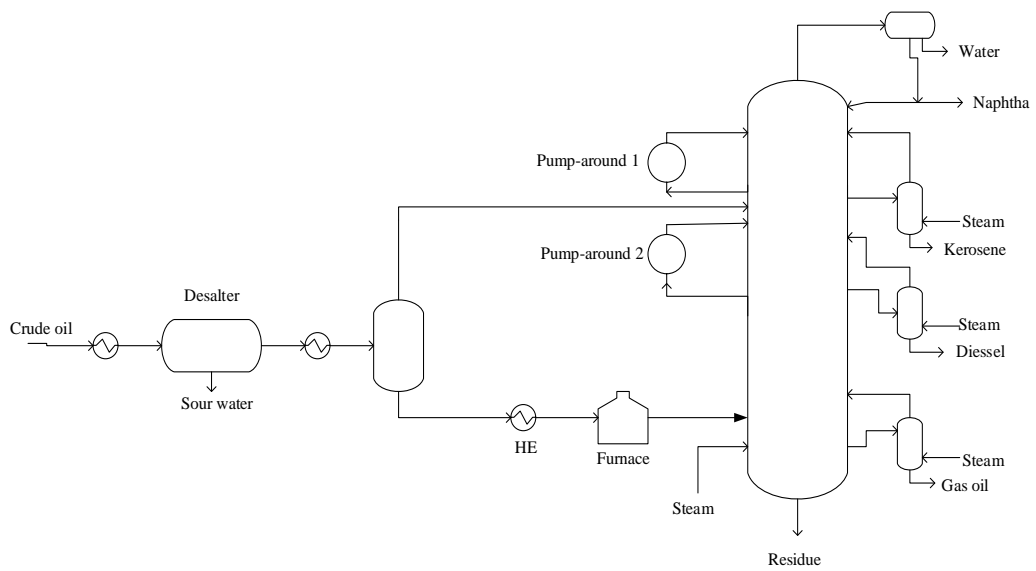 Water
Naphtha
Pump-around 1
Steam
Kerosene
Pump-around 2
Desalter
Crude oil
Steam
Diessel
Sour water
HE
Furnace
Steam
Gas oil
Steam
Residue